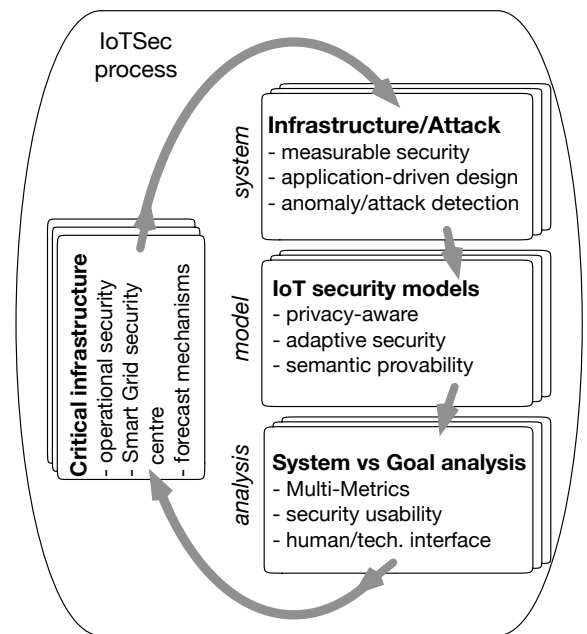 IoTSec
process
system
Infrastructure/Attack
- measurable security
- application-driven design
- anomaly/attack detection
model
IoT security models
- privacy-aware
- adaptive security
- semantic provability
analysis
System vs Goal analysis
- Multi-Metrics
- security usability
- human/tech. interface
Critical infrastructure
- operational security
- Smart Grid security
centre
- forecast mechanisms